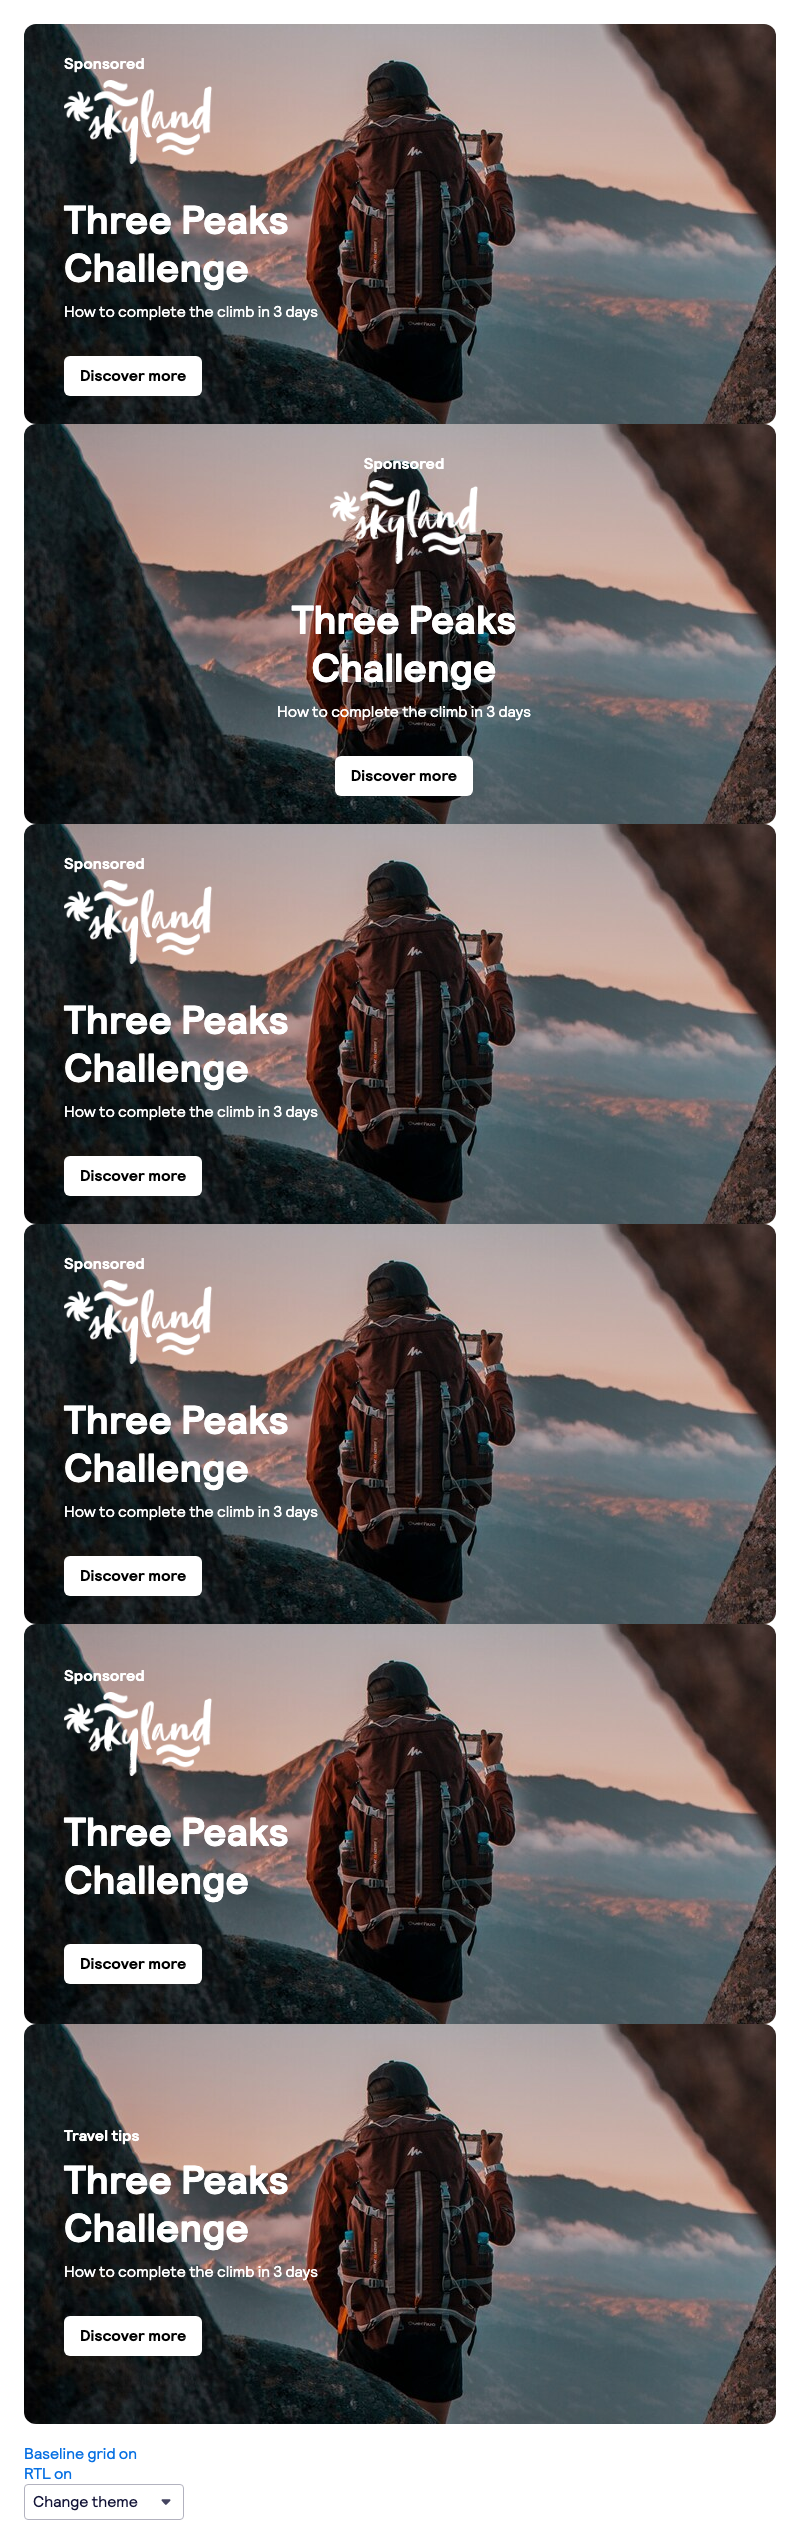 Sponsored
skyland
Three Peaks
Challenge
How to complete the climb in 3 days
Discover more
Sponsored
skyland
Three Peaks
Challenge
How to complete the climb in 3 days
Discover more
Sponsored
skyland
Three Peaks
Challenge
How to complete the climb in 3 days
Discover more
Sponsored
skyland
Three Peaks
Challenge
How to complete the climb in 3 days
Discover more
Sponsored
skyland
Three Peaks
Challenge
Discover more
Travel tips
Three Peaks
Challenge
How to complete the climb in 3 days
Discover more
Baseline grid on
RTL on
Change theme